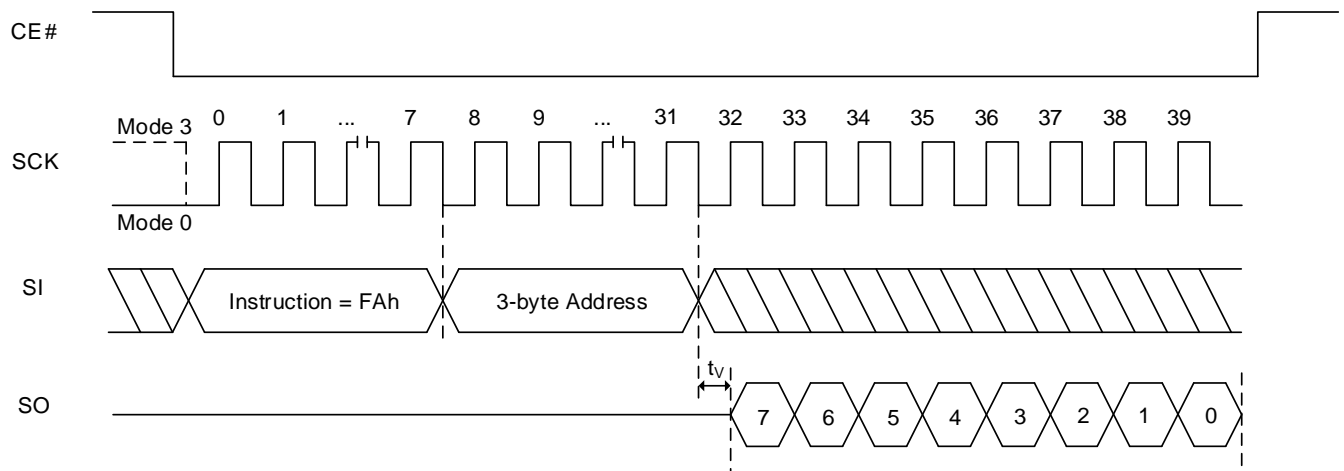 CE#
0 1 ... 7 8 9 ... 31 32 33 34 35 36 37 38 39
Mode 3
SCK
Mode 0
SI
Instruction = FAh
3-byte Address
tV
SO
7 6 5 4 3 2 1 0